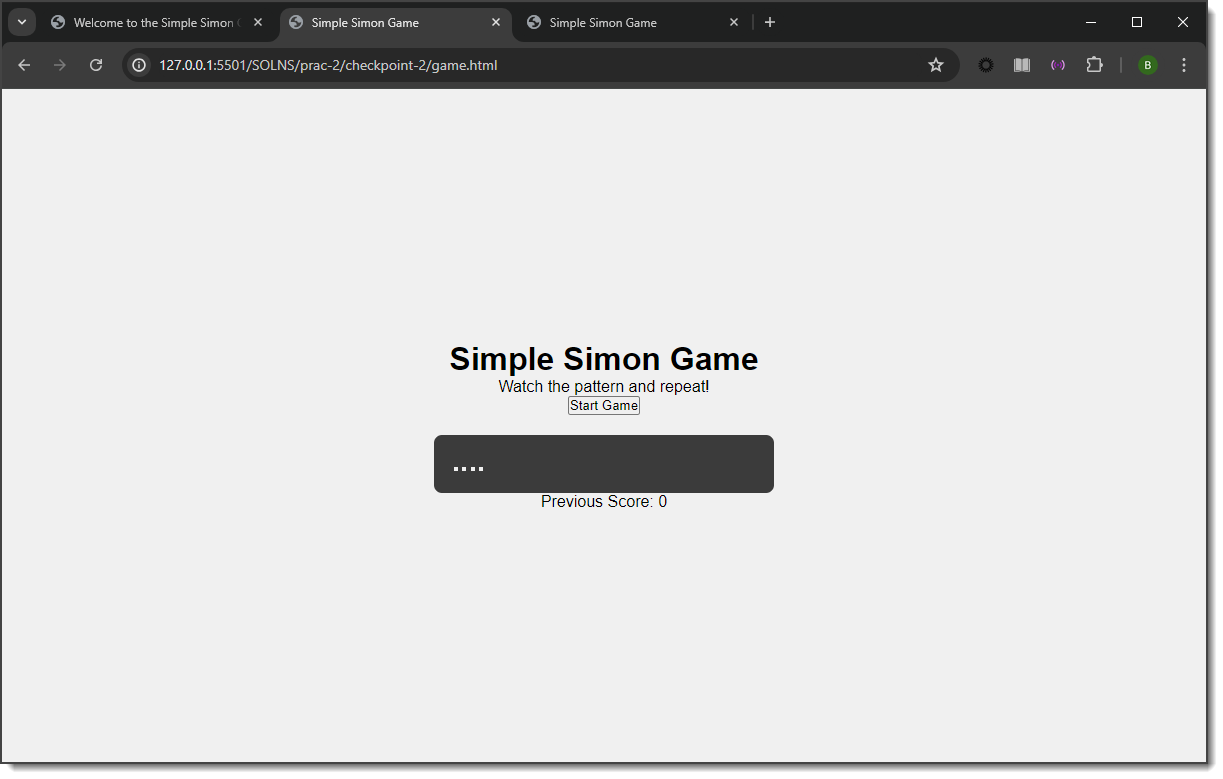 Welcome to the Simple Simon
Simple Simon Game
Simple Simon Game
127.0.0.1:5501/SOLNS/prac-2/checkpoint-2/game.html
B
Simple Simon Game
Watch the pattern and repeat!
Start Game
Previous Score: 0